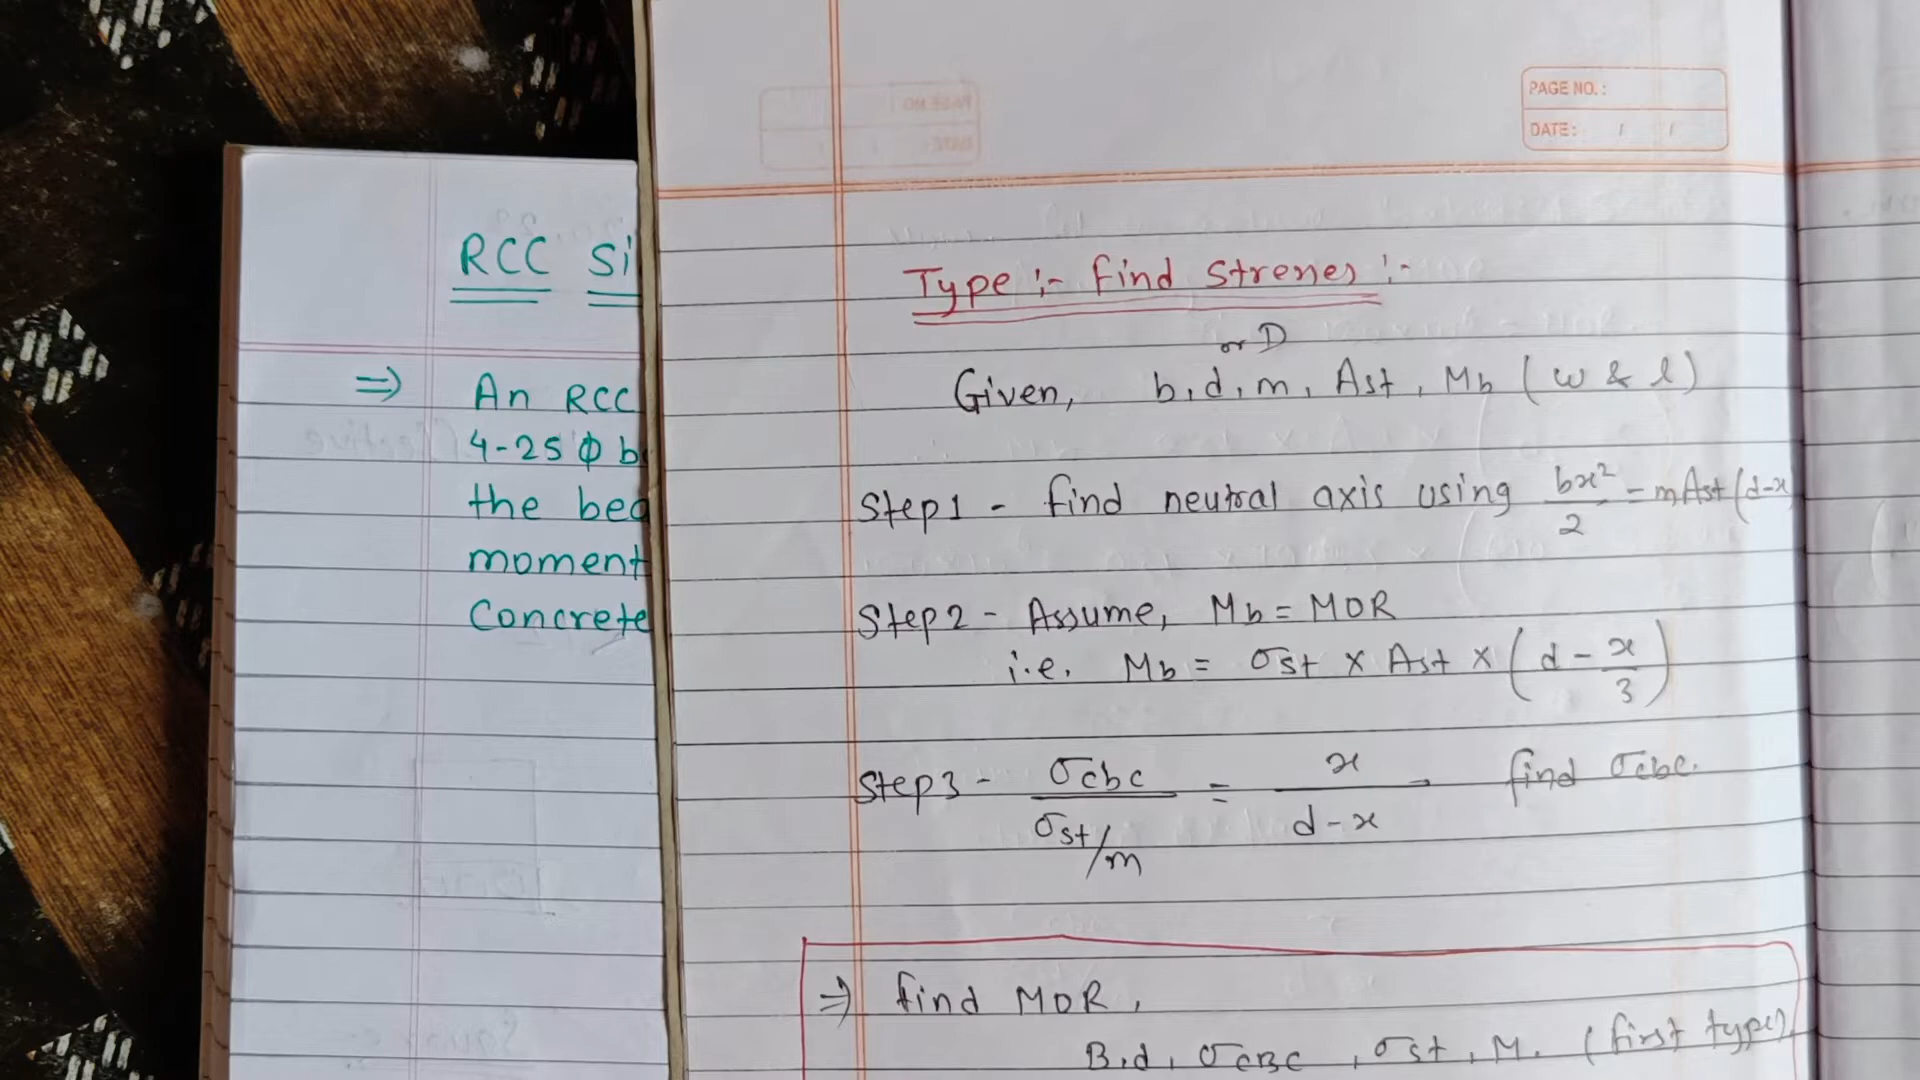 PAGE NO.:
DATE: / /
RCC Si
⇒ An RCC
4-25 φ b
the bea
moment
Concrete
Type :- find Stresses :-
or D
Given, b, d, m, Ast, Mb (w & l)
Step1 - find neutral axis using bx²/2 = mAst(d-x
Step2 - Assume, Mb = MOR
i.e. Mb = σst x Ast x (d - x/3)
Step3 - σcbc/(σst/m) = x/(d-x) - find σcbc.
⇒ find MOR,
B,d, σcBc, σst, M. (first type)